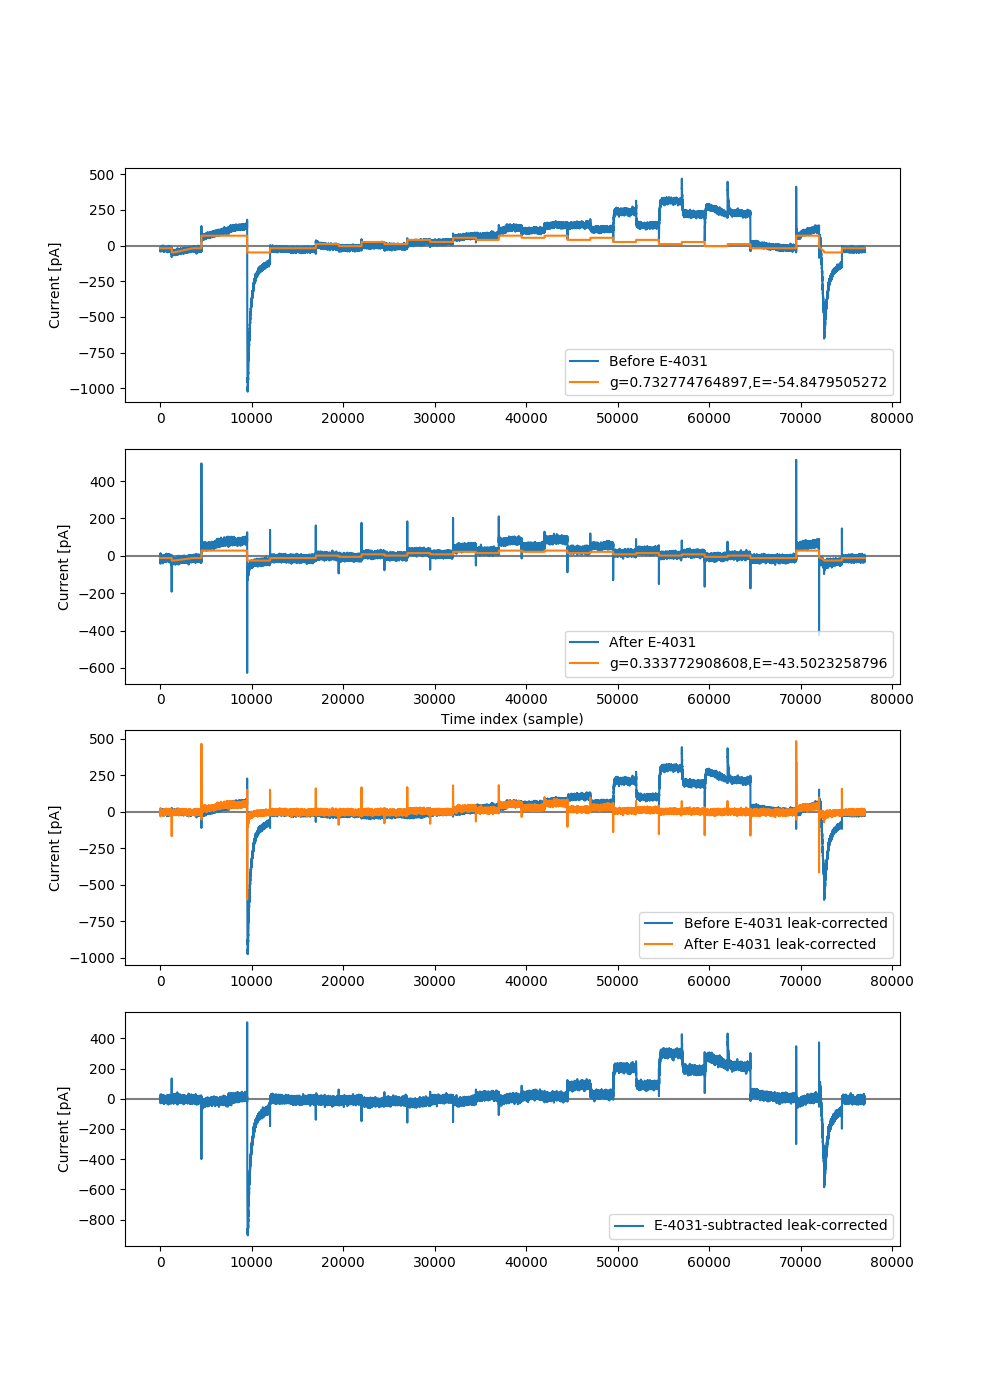 500
250
0
−250
−500
−750
−1000
Current [pA]
Before E-4031
g=0.732774764897,E=-54.8479505272
0 10000 20000 30000 40000 50000 60000 70000 80000
400
200
0
−200
−400
−600
Current [pA]
After E-4031
g=0.333772908608,E=-43.5023258796
0 10000 20000 30000 40000 50000 60000 70000 80000
Time index (sample)
500
250
0
−250
−500
−750
−1000
Current [pA]
Before E-4031 leak-corrected
After E-4031 leak-corrected
0 10000 20000 30000 40000 50000 60000 70000 80000
400
200
0
−200
−400
−600
−800
Current [pA]
E-4031-subtracted leak-corrected
0 10000 20000 30000 40000 50000 60000 70000 80000